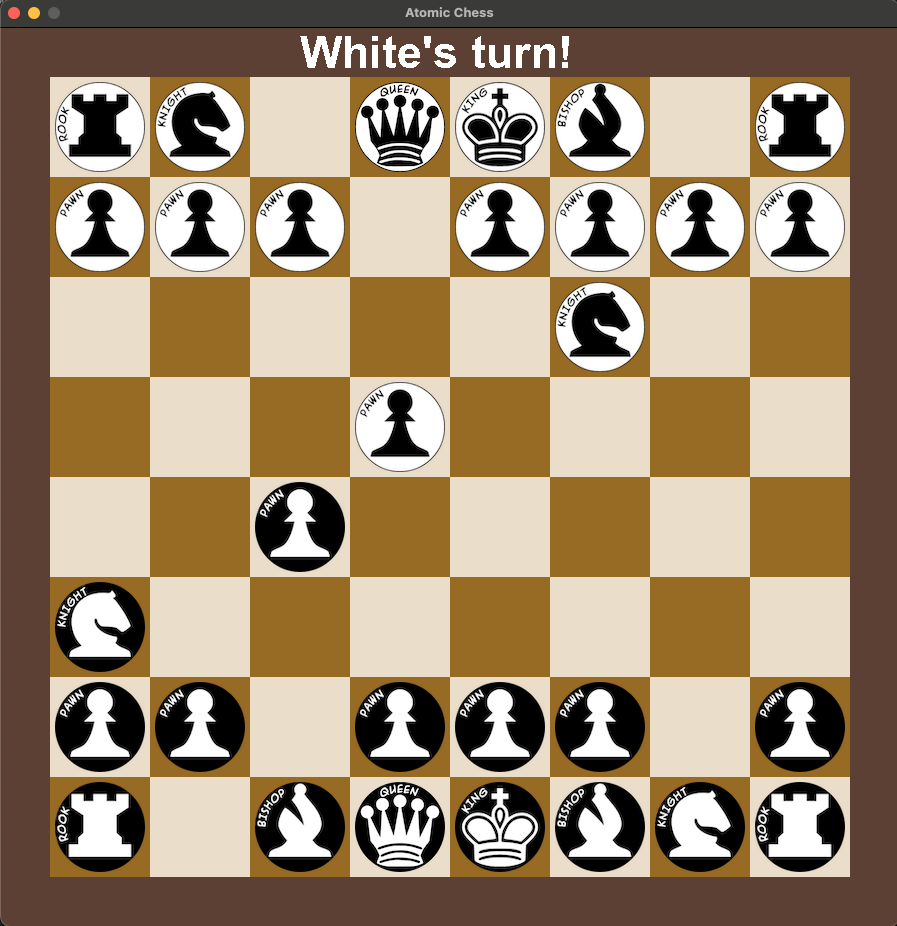 Atomic Chess
White's turn!
ROOK KNIGHT QUEEN KING BISHOP ROOK
PAWN PAWN PAWN PAWN PAWN PAWN PAWN
KNIGHT
PAWN
PAWN
KNIGHT
PAWN PAWN PAWN PAWN PAWN PAWN
ROOK BISHOP QUEEN KING BISHOP KNIGHT ROOK